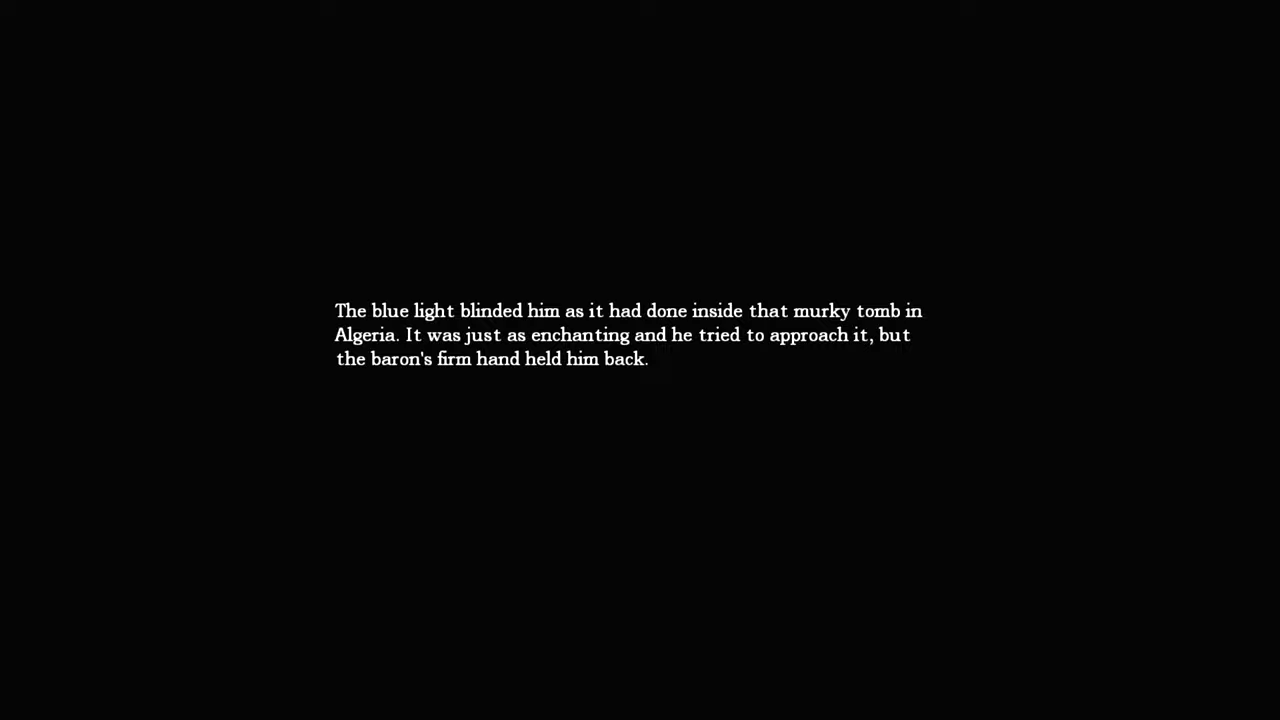 The blue light blinded him as it had done inside that murky tomb in
Algeria. It was just as enchanting and he tried to approach it, but
the baron's firm hand held him back.